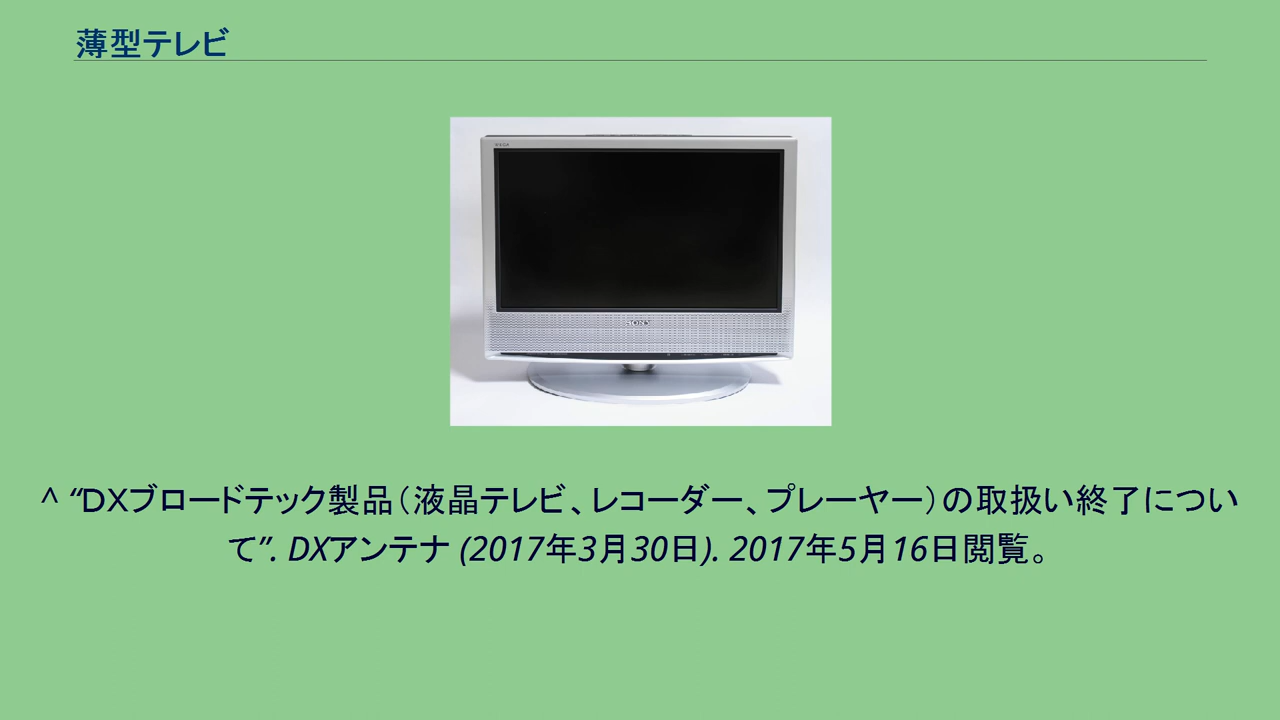 薄型テレビ
SONY
^ “DXブロードテック製品（液晶テレビ、レコーダー、プレーヤー）の取扱い終了につい
て”. DXアンテナ (2017年3月30日). 2017年5月16日閲覧。